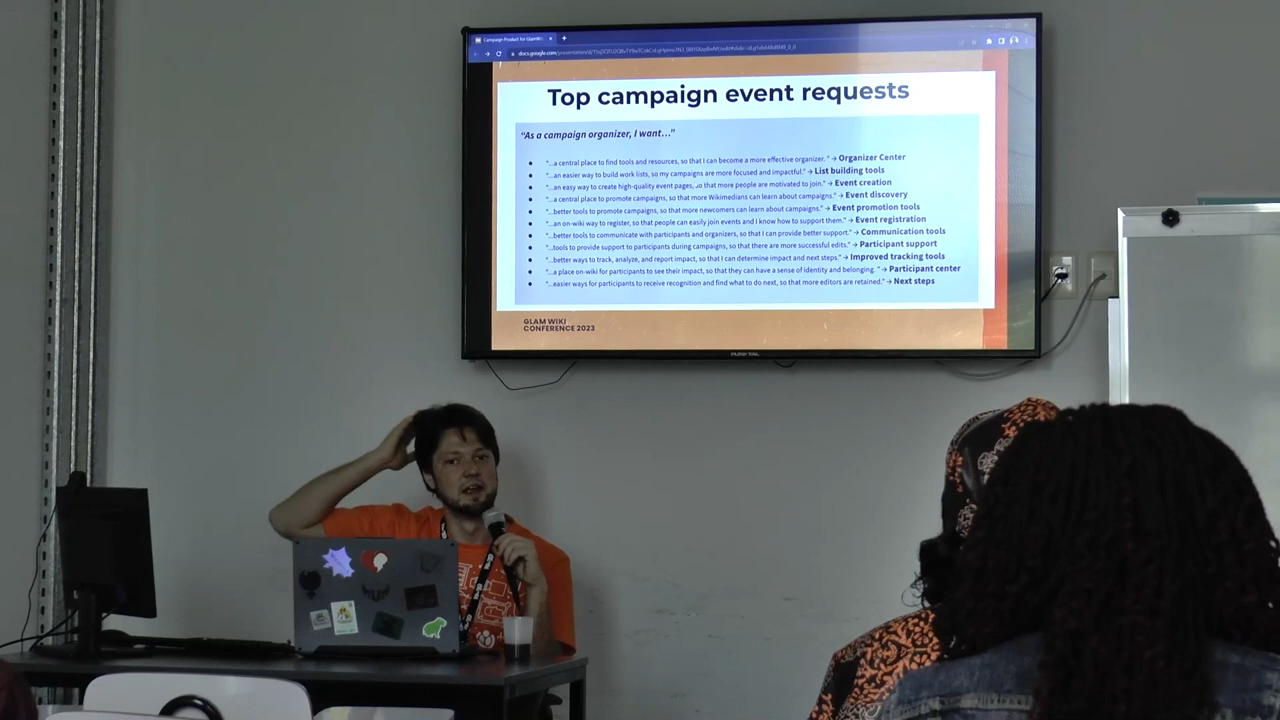 Campaign Product for GlamWiki
docs.google.com
Top campaign event requests
“As a campaign organizer, I want...”
“...a central place to find tools and resources, so that I can become a more effective organizer. ” → Organizer Center
“...an easier way to build work lists, so my campaigns are more focused and impactful.” → List building tools
“...an easy way to create high-quality event pages, so that more people are motivated to join.” → Event creation
“...a central place to promote campaigns, so that more Wikimedians can learn about campaigns.” → Event discovery
“...better tools to promote campaigns, so that more newcomers can learn about campaigns.” → Event promotion tools
“...an on-wiki way to register, so that people can easily join events and I know how to support them.” → Event registration
“...better tools to communicate with participants and organizers, so that I can provide better support.” → Communication tools
“...tools to provide support to participants during campaigns, so that there are more successful edits.” → Participant support
“...better ways to track, analyze, and report impact, so that I can determine impact and next steps.” → Improved tracking tools
“...a place on-wiki for participants to see their impact, so that they can have a sense of identity and belonging. ” → Participant center
“...easier ways for participants to receive recognition and find what to do next, so that more editors are retained.” → Next steps
GLAM WIKI
CONFERENCE 2023